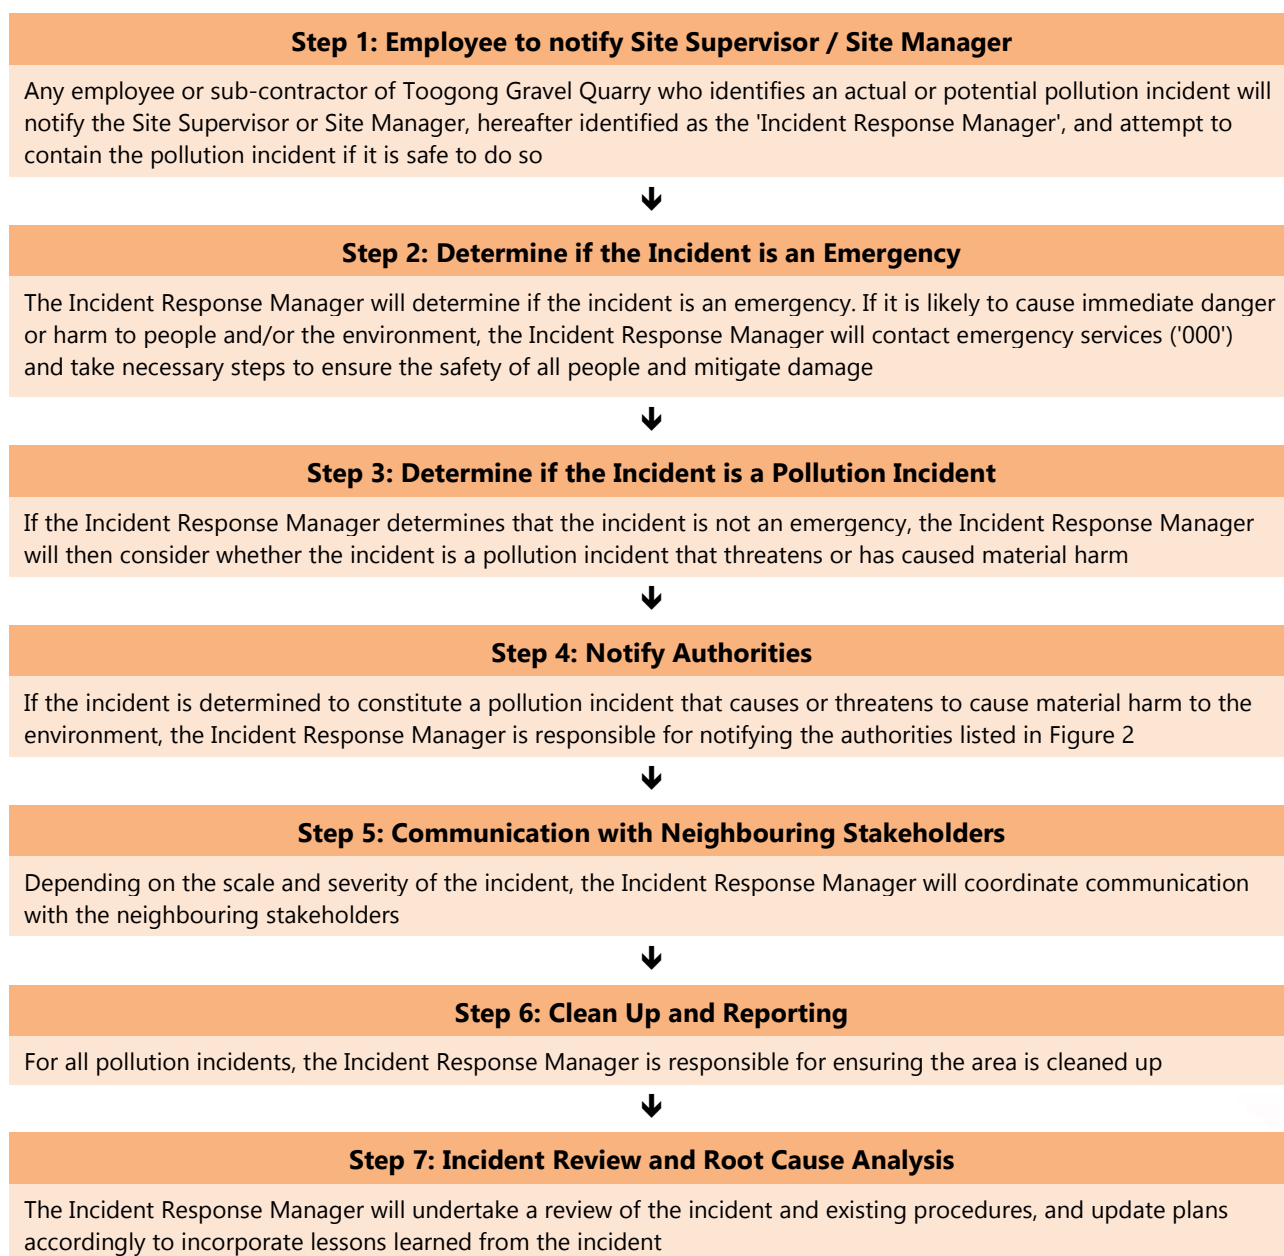 Step 1: Employee to notify Site Supervisor / Site Manager
Any employee or sub-contractor of Toogong Gravel Quarry who identifies an actual or potential pollution incident will
notify the Site Supervisor or Site Manager, hereafter identified as the 'Incident Response Manager', and attempt to
contain the pollution incident if it is safe to do so
Step 2: Determine if the Incident is an Emergency
The Incident Response Manager will determine if the incident is an emergency. If it is likely to cause immediate danger
or harm to people and/or the environment, the Incident Response Manager will contact emergency services ('000')
and take necessary steps to ensure the safety of all people and mitigate damage
Step 3: Determine if the Incident is a Pollution Incident
If the Incident Response Manager determines that the incident is not an emergency, the Incident Response Manager
will then consider whether the incident is a pollution incident that threatens or has caused material harm
Step 4: Notify Authorities
If the incident is determined to constitute a pollution incident that causes or threatens to cause material harm to the
environment, the Incident Response Manager is responsible for notifying the authorities listed in Figure 2
Step 5: Communication with Neighbouring Stakeholders
Depending on the scale and severity of the incident, the Incident Response Manager will coordinate communication
with the neighbouring stakeholders
Step 6: Clean Up and Reporting
For all pollution incidents, the Incident Response Manager is responsible for ensuring the area is cleaned up
Step 7: Incident Review and Root Cause Analysis
The Incident Response Manager will undertake a review of the incident and existing procedures, and update plans
accordingly to incorporate lessons learned from the incident